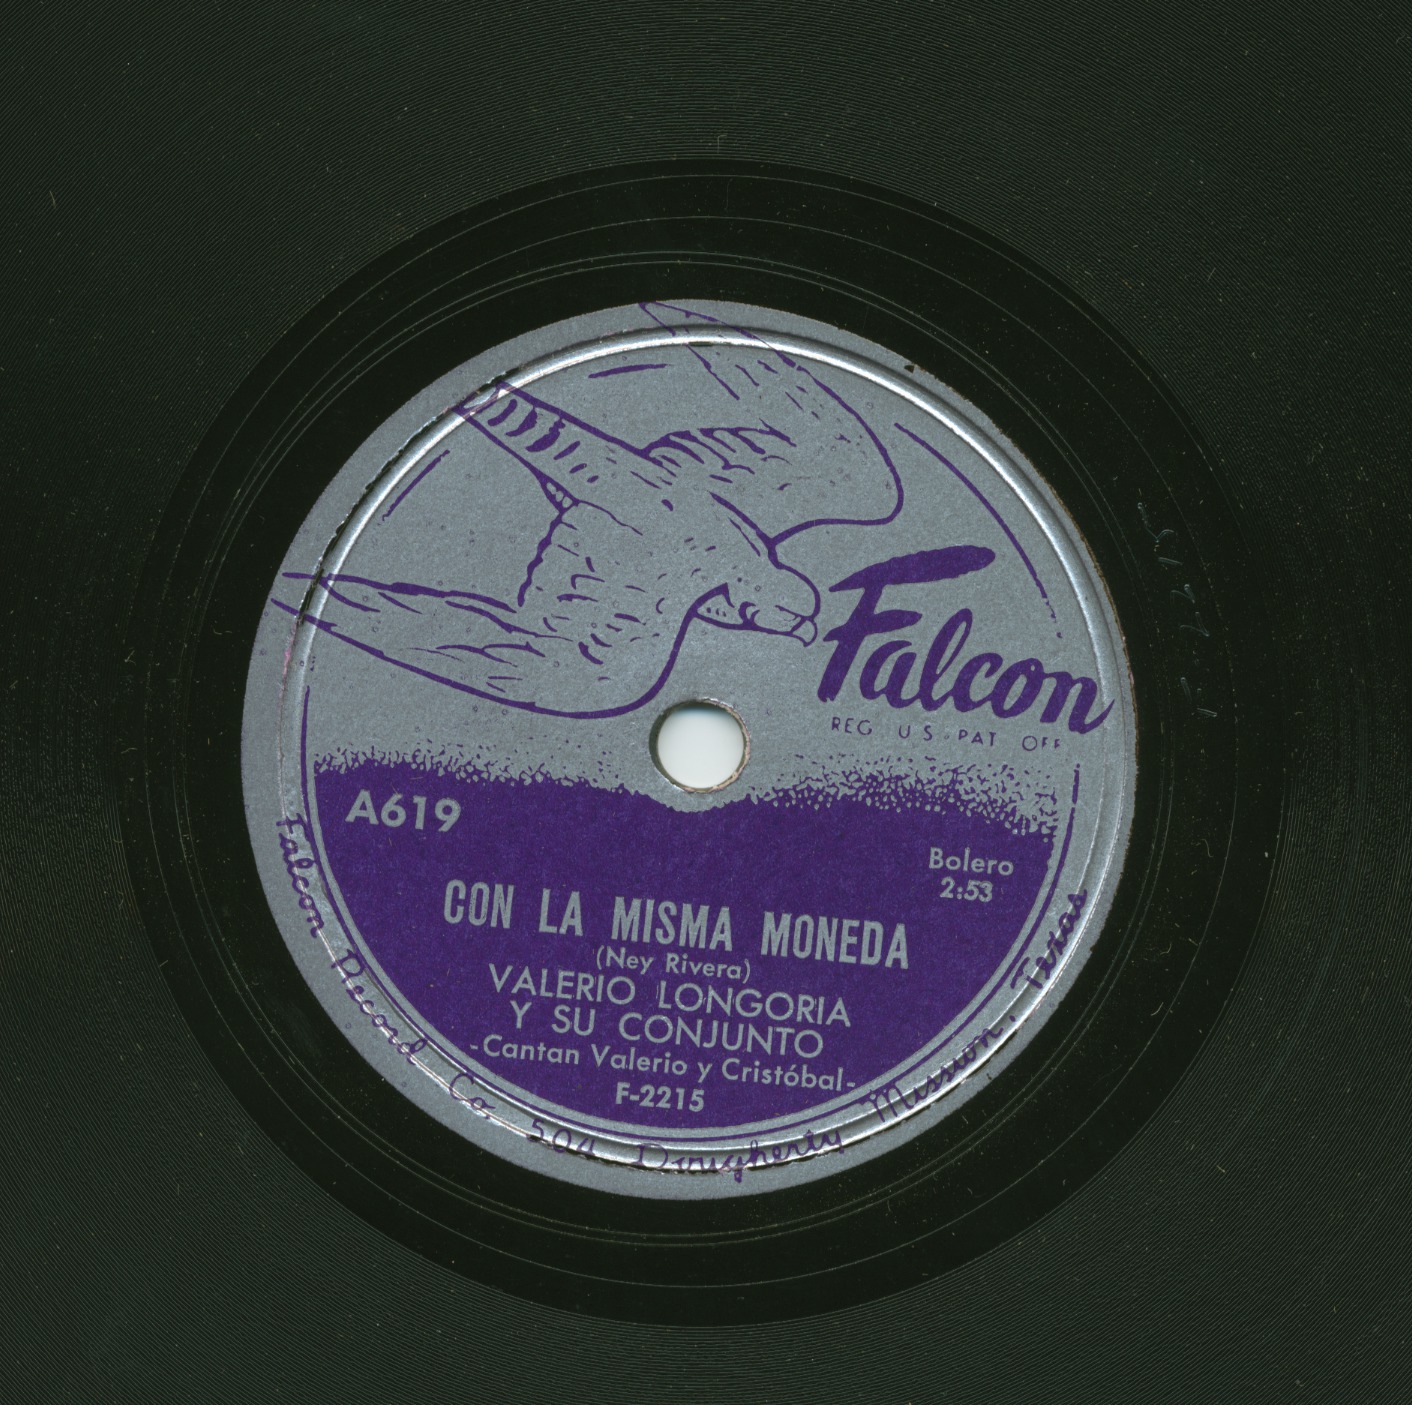 Falcon
REG. U.S. PAT OFF
A619
Bolero
2:53
CON LA MISMA MONEDA
(Ney Rivera)
VALERIO LONGORIA
Y SU CONJUNTO
-Cantan Valerio y Cristóbal-
F-2215
Falcon Record Co. 504 Dougherty Mission, Texas